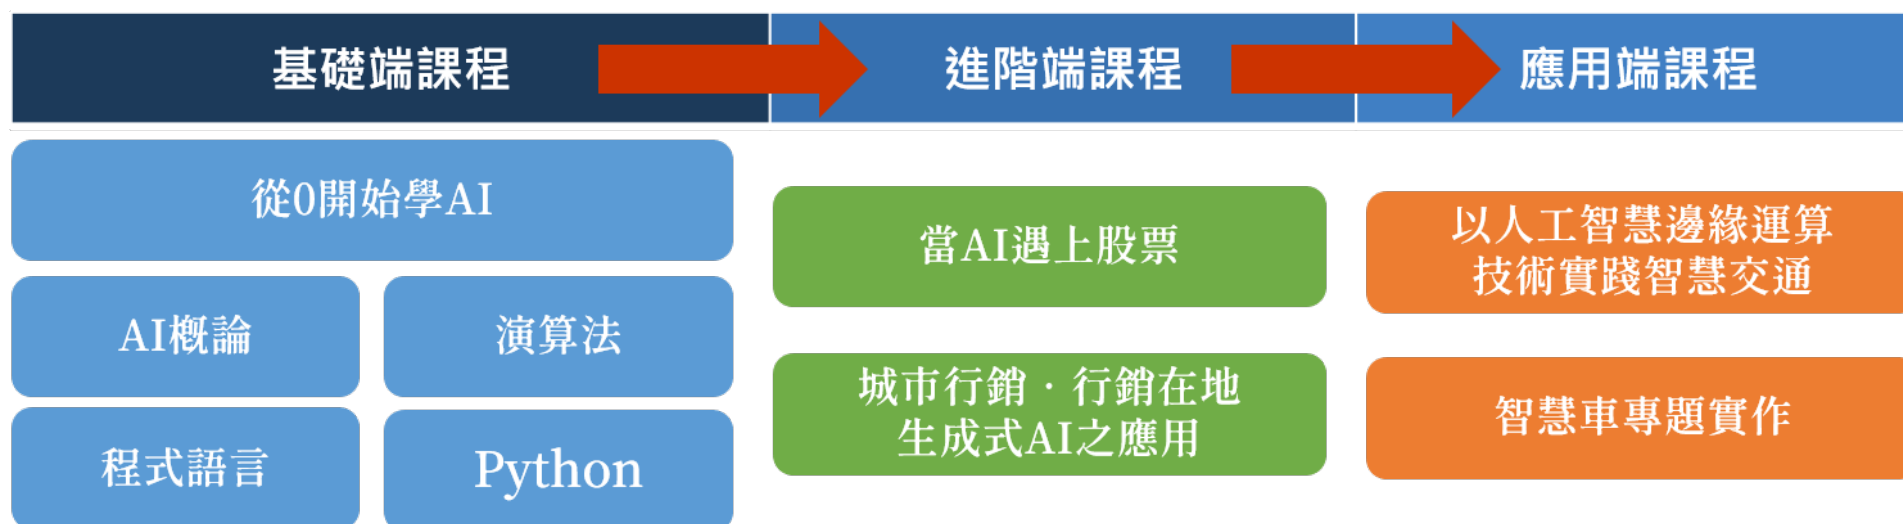 基礎端課程
進階端課程
應用端課程
從0開始學AI
AI概論
演算法
程式語言
Python
當AI遇上股票
城市行銷‧行銷在地
生成式AI之應用
以人工智慧邊緣運算
技術實踐智慧交通
智慧車專題實作